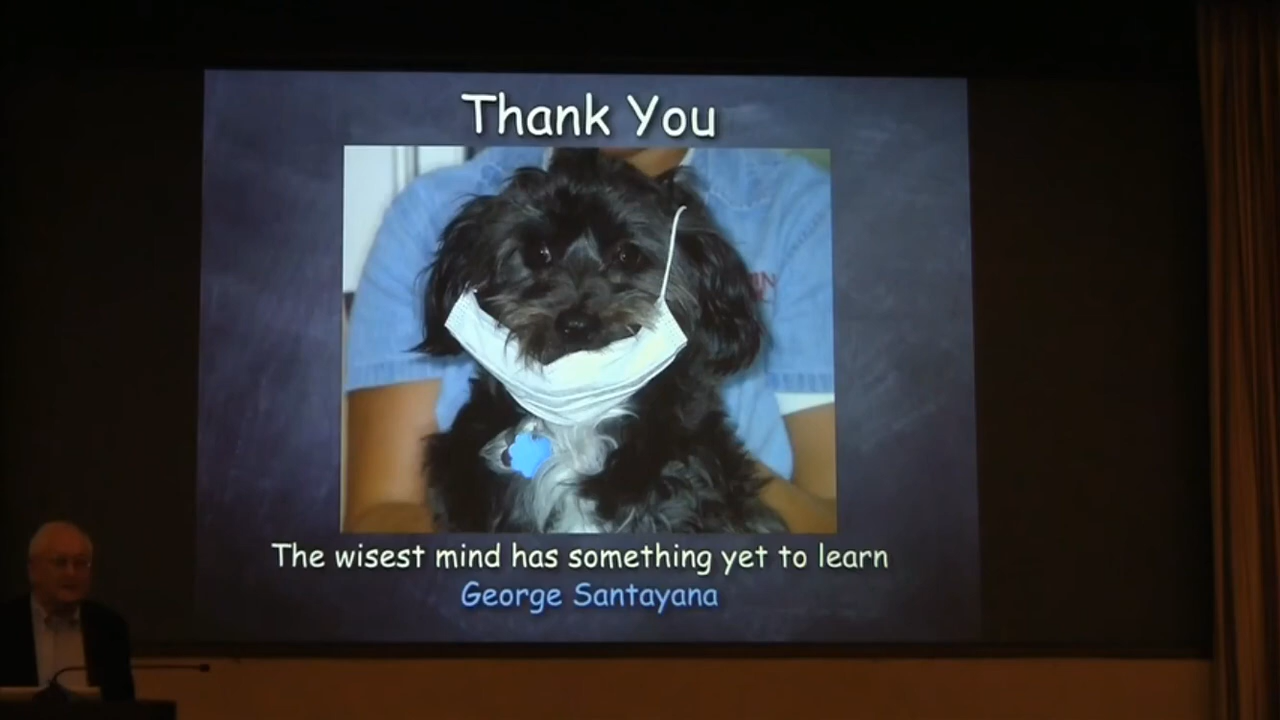 Thank You
The wisest mind has something yet to learn
George Santayana